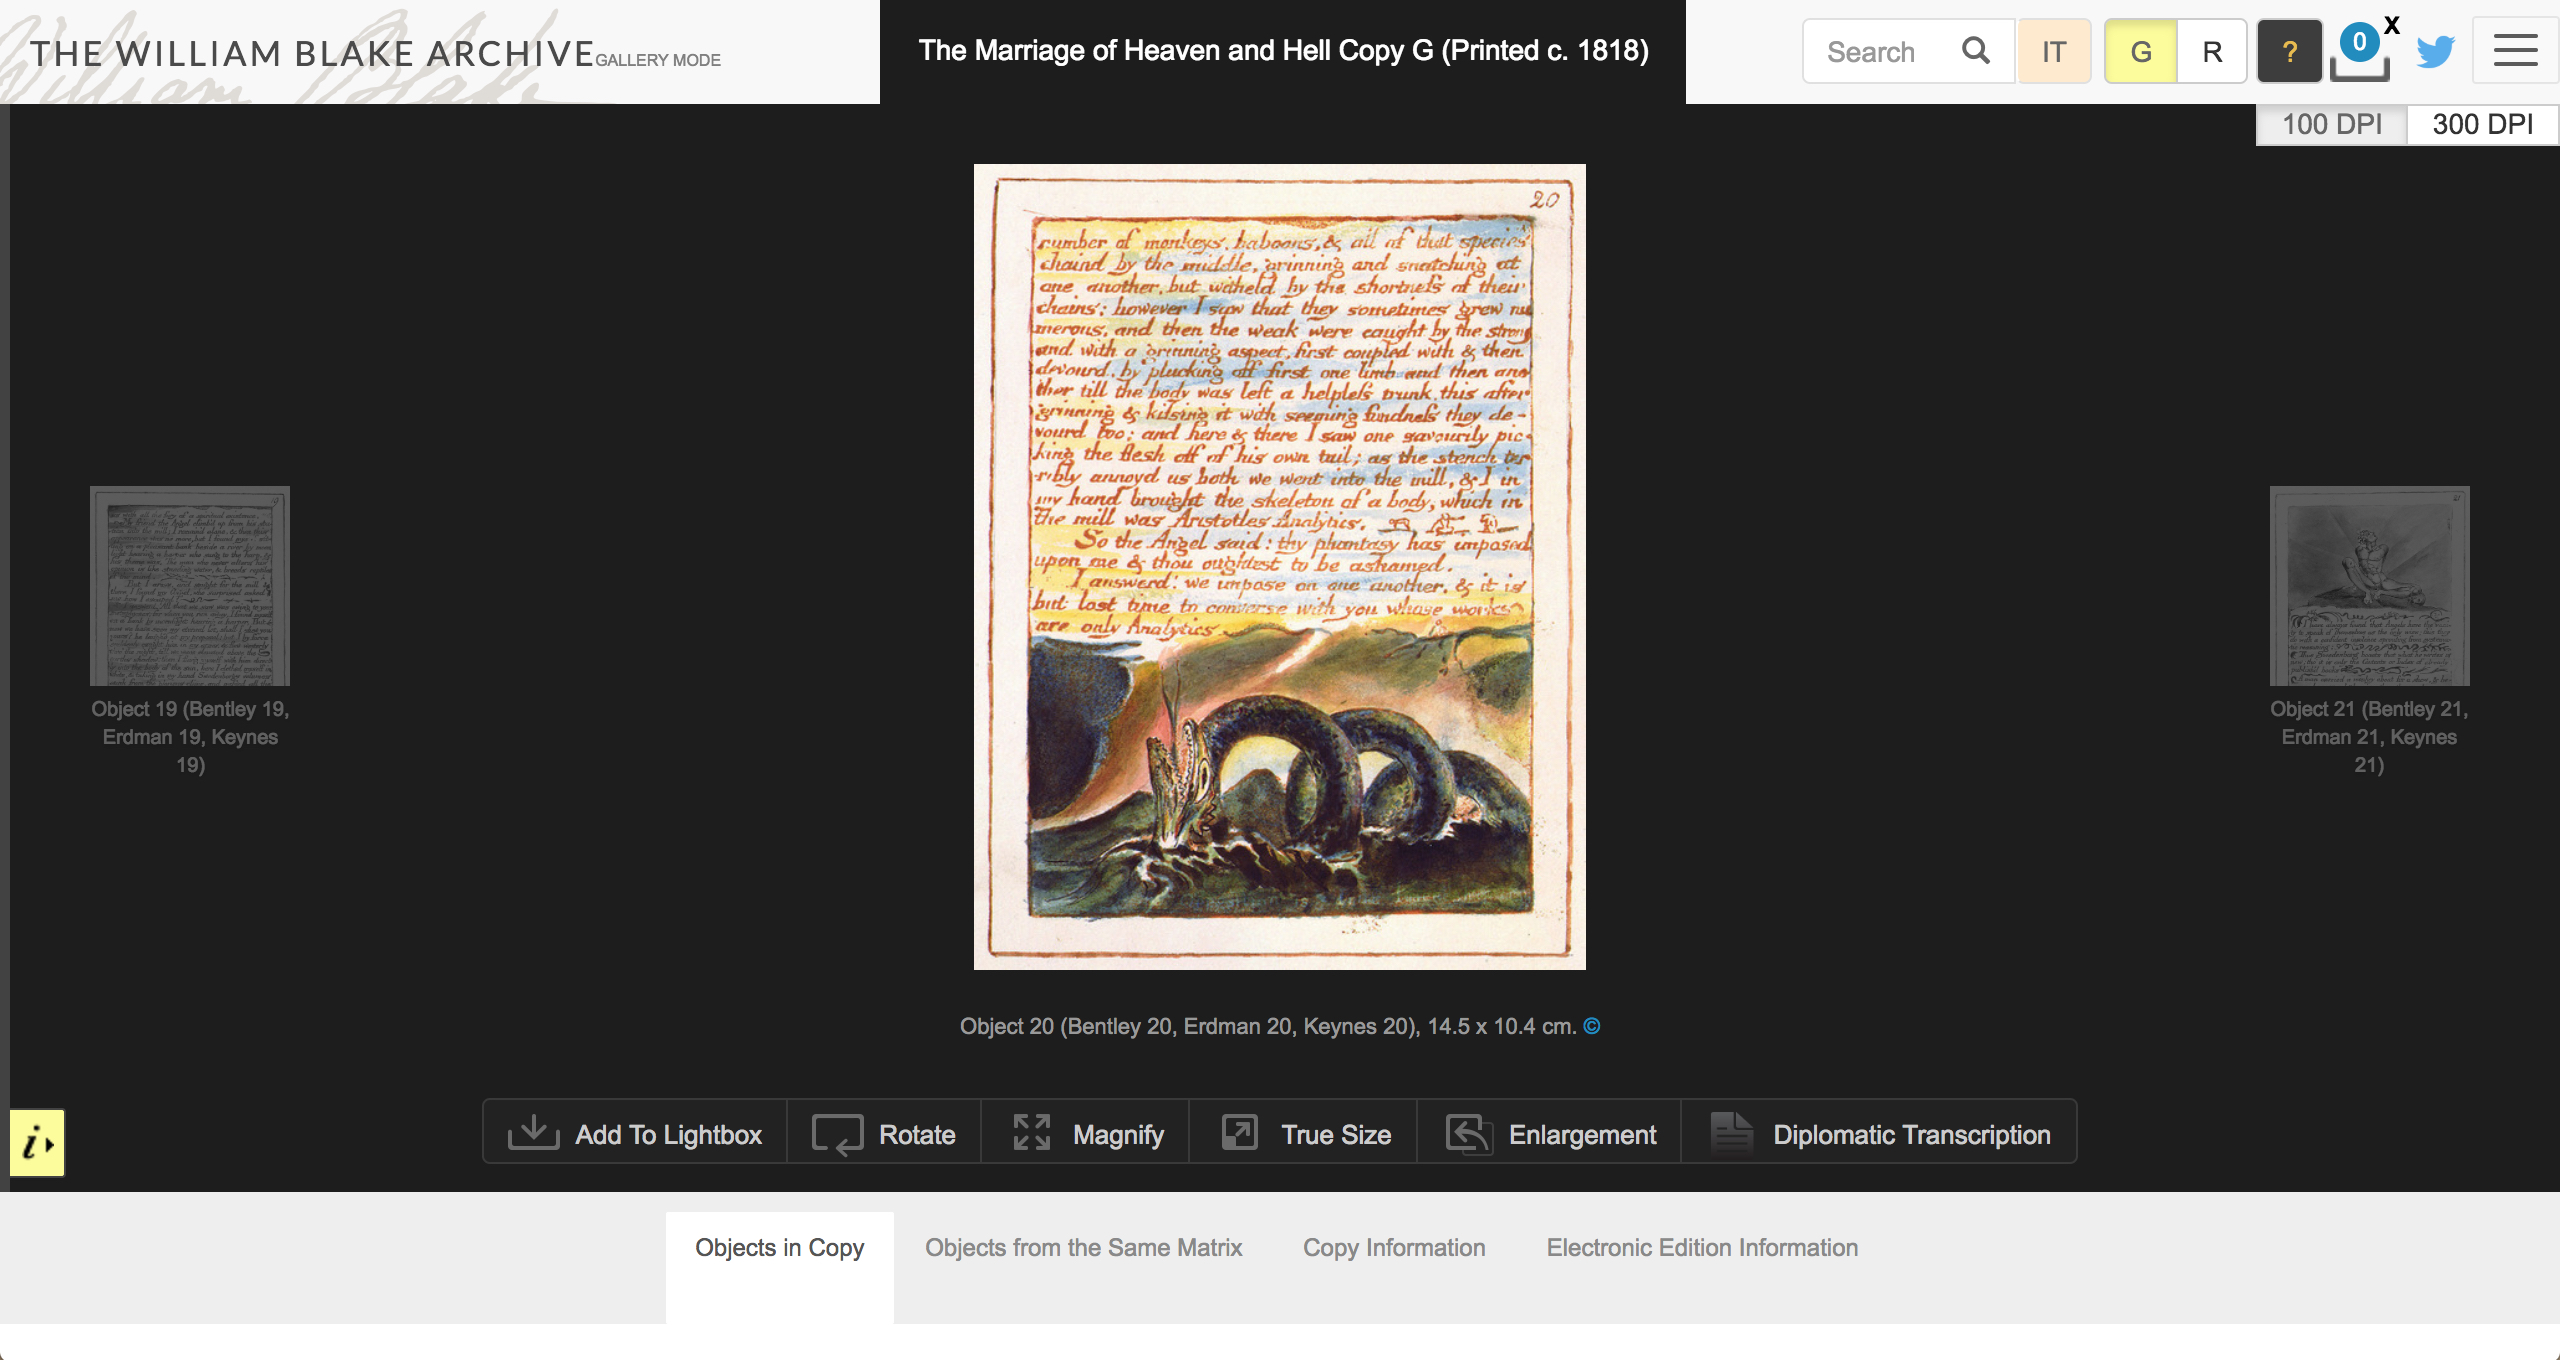 THE WILLIAM BLAKE ARCHIVE GALLERY MODE
The Marriage of Heaven and Hell Copy G (Printed c. 1818)
Search
IT
G
R
?
0
X
100 DPI
300 DPI
20
number of monkeys, baboons, & all of that species
chaind by the middle, grinning and snatching at
one another, but witheld by the shortness of their
chains: however I saw that they sometimes grew nu
merous, and then the weak were caught by the strong
and with a grinning aspect, first coupled with & then
devourd, by plucking off first one limb and then ano
ther till the body was left a helpless trunk. this after
grinning & kissing it with seeming fondness they de-
vourd too; and here & there I saw one savourily pic-
king the flesh off of his own tail; as the stench ter
ribly annoyd us both we went into the mill, & I in
my hand brought the skeleton of a body, which in
the mill was Aristotles Analytics.
So the Angel said: thy phantasy has imposed
upon me & thou oughtest to be ashamed.
I answerd: we impose on one another, & it is
but lost time to converse with you whose works
are only Analytics
Object 19 (Bentley 19,
Erdman 19, Keynes
19)
Object 21 (Bentley 21,
Erdman 21, Keynes
21)
Object 20 (Bentley 20, Erdman 20, Keynes 20), 14.5 x 10.4 cm. ©
i
Add To Lightbox
Rotate
Magnify
True Size
Enlargement
Diplomatic Transcription
Objects in Copy
Objects from the Same Matrix
Copy Information
Electronic Edition Information